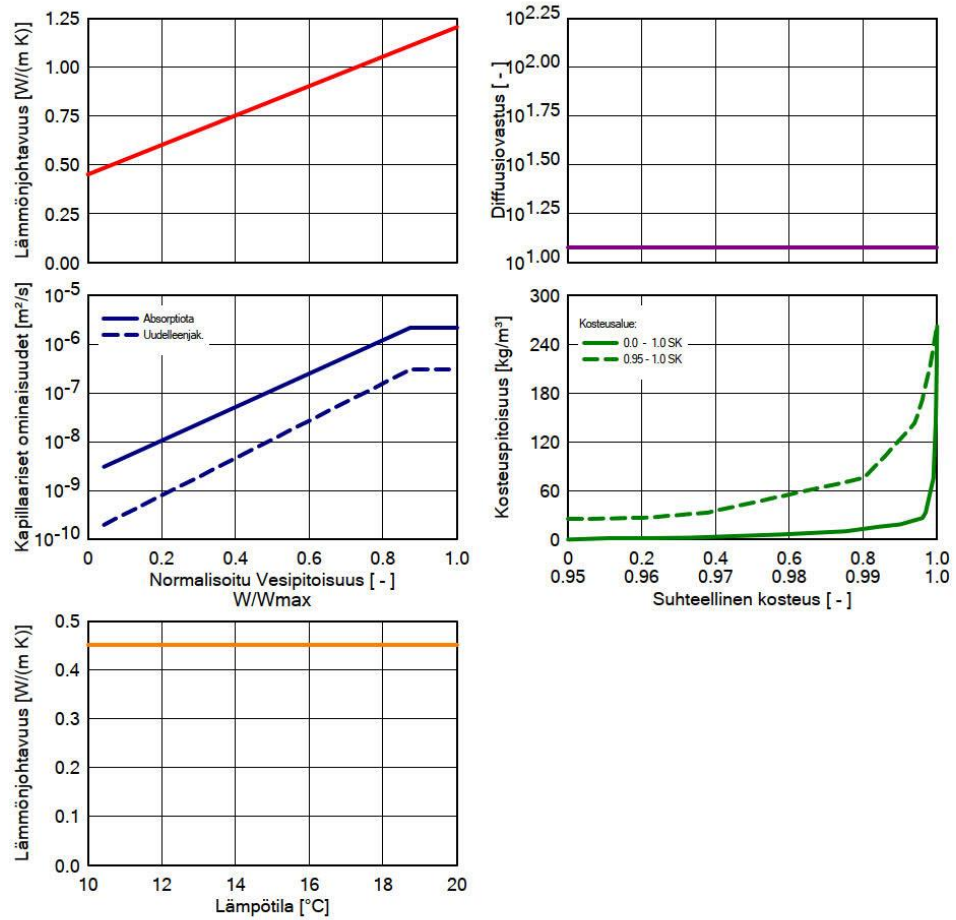 Lämmönjohtavuus [W/(m K)]
1.25
1.00
0.75
0.50
0.25
0.00
Diffuusiovastus [ - ]
10^2.25
10^2.00
10^1.75
10^1.50
10^1.25
10^1.00
Kapillaariset ominaisuudet [m²/s]
10^-5
10^-6
10^-7
10^-8
10^-9
10^-10
Absorptiota
Uudelleenjak.
0 0.2 0.4 0.6 0.8 1.0
Normalisoitu Vesipitoisuus [ - ]
W/Wmax
Kosteuspitoisuus [kg/m³]
300
240
180
120
60
0
Kosteusalue:
0.0 - 1.0 SK
0.95 - 1.0 SK
0 0.2 0.4 0.6 0.8 1.0
0.95 0.96 0.97 0.98 0.99 1.0
Suhteellinen kosteus [ - ]
Lämmönjohtavuus [W/(m K)]
0.5
0.4
0.3
0.2
0.1
0.0
10 12 14 16 18 20
Lämpötila [°C]